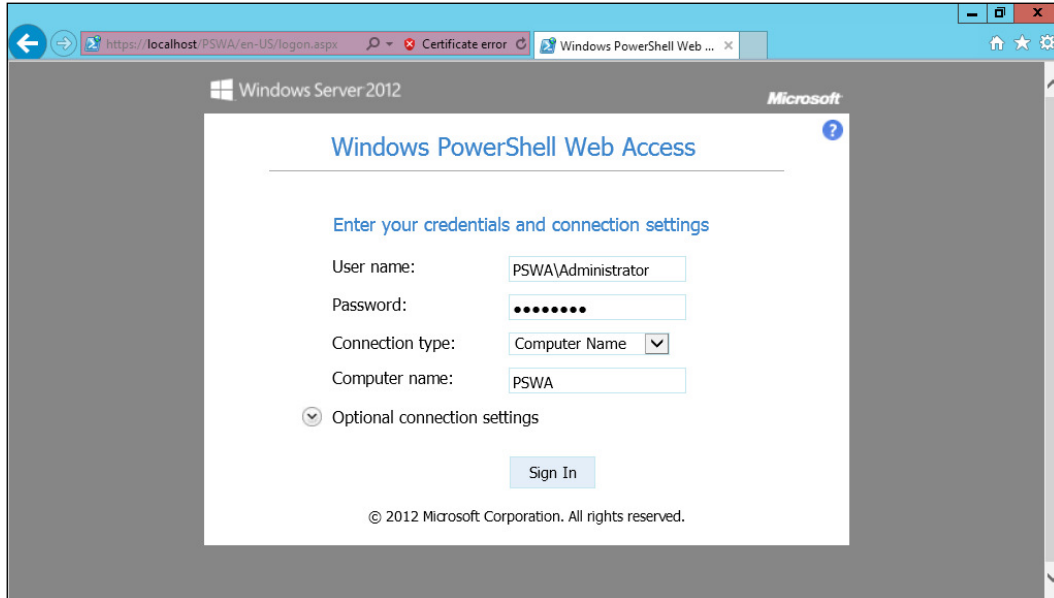 https://localhost/PSWA/en-US/logon.aspx Certificate error Windows PowerShell Web ...
Windows Server 2012
Microsoft
Windows PowerShell Web Access
Enter your credentials and connection settings
User name: PSWA\Administrator
Password: ●●●●●●●●
Connection type: Computer Name
Computer name: PSWA
Optional connection settings
Sign In
© 2012 Microsoft Corporation. All rights reserved.